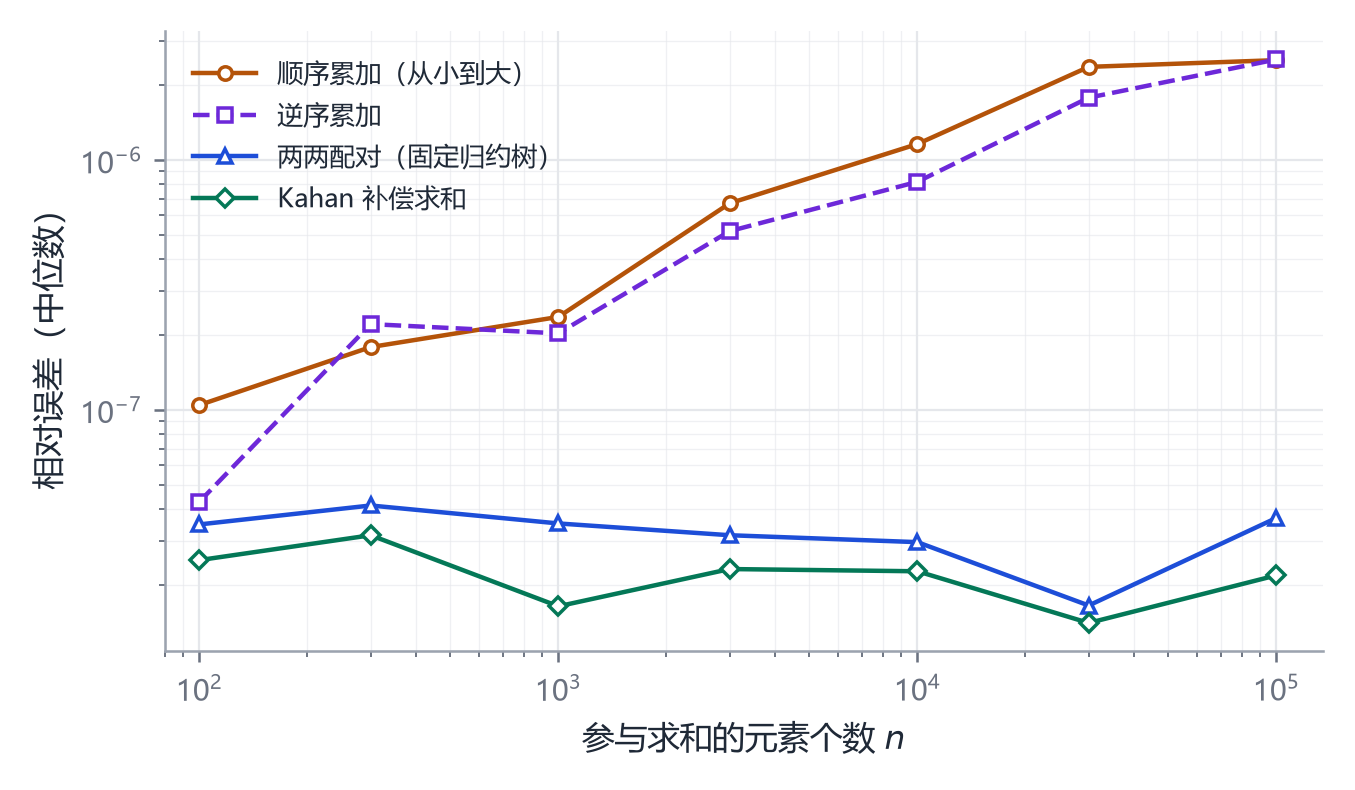 顺序累加（从小到大）
逆序累加
两两配对（固定归约树）
Kahan 补偿求和
10⁻⁶
10⁻⁷
相对误差（中位数）
10² 10³ 10⁴ 10⁵
参与求和的元素个数 n